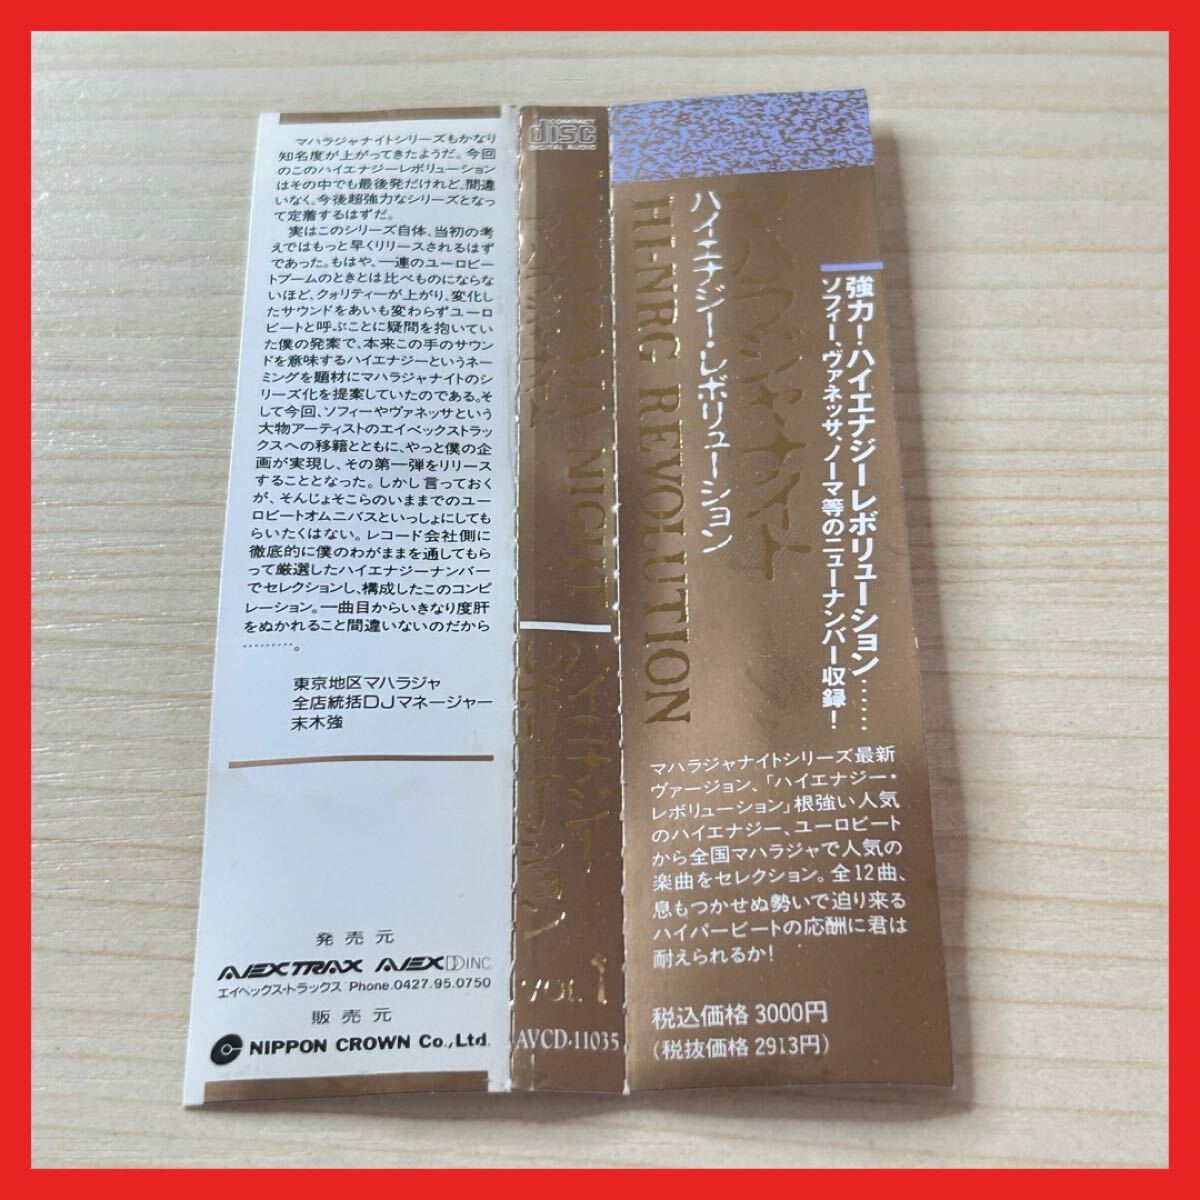 マハラジャナイトシリーズもかなり
知名度が上がってきたようだ。今回
のこのハイエナジーレボリューション
はその中でも最後発だけれど、間違
いなく、今後超強力なシリーズとなっ
て定着するはずだ。
実はこのシリーズ自体、当初の考
えではもっと早くリリースされるはず
であった。もはや、一連のユーロビー
トブームのときとは比べものにならな
いほど、クォリティーが上がり、変化し
たサウンドをあいも変わらずユーロ
ビートと呼ぶことに疑問を抱いてい
た僕の発案で、本来この手のサウン
ドを意味するハイエナジーというネー
ミングを題材にマハラジャナイトのシ
リーズ化を提案していたのである。そ
して今回、ソフィーやヴァネッサという
大物アーティストのエイベックストラッ
クスへの移籍とともに、やっと僕の企
画が実現し、その第一弾をリリース
することとなった。しかし言っておく
が、そんじょそこらのいままでのユー
ロビートオムニバスといっしょにしても
らいたくはない。レコード会社側に
徹底的に僕のわがままを通してもら
って厳選したハイエナジーナンバー
でセレクションし、構成したこのコンピ
レーション。一曲目からいきなり度肝
をぬかれること間違いないのだから
‥‥‥‥‥。
東京地区マハラジャ
全店統括DJマネージャー
末木強
発売元
AVEX TRAX AVEX D.D. INC.
エイベックス・トラックス Phone.0427.95.0750
販売元
NIPPON CROWN Co.,Ltd.
COMPACT
disc
DIGITAL AUDIO
MAHARAJA NIGHT
マハラジャ・ナイト
ハイエナジー・
レボリューション
VOL. 1
AVCD-11035
マハラジャ・ナイト
ハイエナジー・レボリューション
HI-NRG REVOLUTION
強力！ハイエナジーレボリューション……
ソフィー、ヴァネッサ、ノーマ等のニューナンバー収録！
マハラジャナイトシリーズ最新
ヴァージョン、「ハイエナジー・
レボリューション」根強い人気
のハイエナジー、ユーロビート
から全国マハラジャで人気の
楽曲をセレクション。全12曲、
息もつかせぬ勢いで迫り来る
ハイパービートの応酬に君は
耐えられるか！
税込価格 3000円
（税抜価格 2913円）